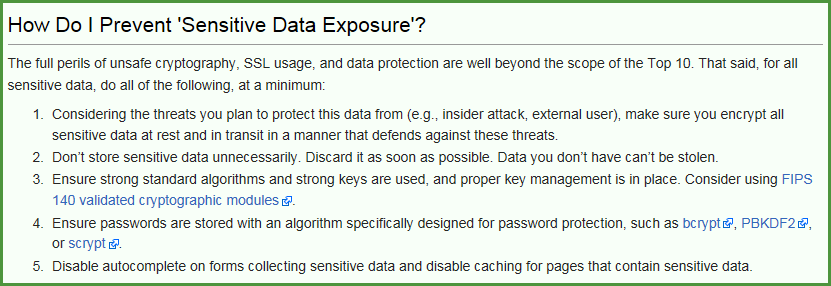 How Do I Prevent 'Sensitive Data Exposure'?
The full perils of unsafe cryptography, SSL usage, and data protection are well beyond the scope of the Top 10. That said, for all
sensitive data, do all of the following, at a minimum:
1. Considering the threats you plan to protect this data from (e.g., insider attack, external user), make sure you encrypt all
sensitive data at rest and in transit in a manner that defends against these threats.
2. Don’t store sensitive data unnecessarily. Discard it as soon as possible. Data you don’t have can’t be stolen.
3. Ensure strong standard algorithms and strong keys are used, and proper key management is in place. Consider using FIPS
140 validated cryptographic modules.
4. Ensure passwords are stored with an algorithm specifically designed for password protection, such as bcrypt, PBKDF2,
or scrypt.
5. Disable autocomplete on forms collecting sensitive data and disable caching for pages that contain sensitive data.